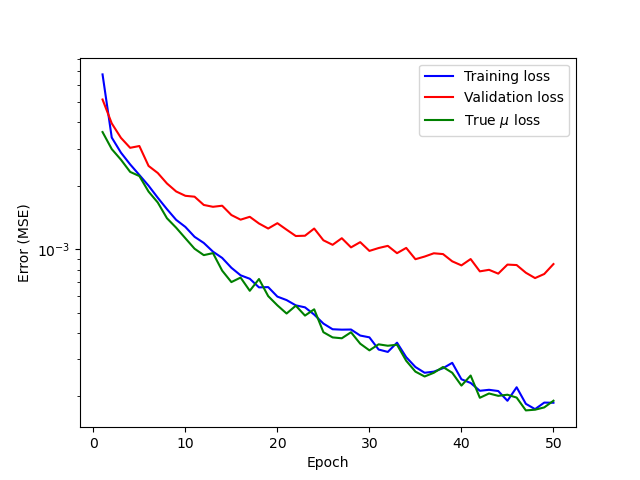 Training loss
Validation loss
True μ loss
Error (MSE)
10⁻³
0 10 20 30 40 50
Epoch